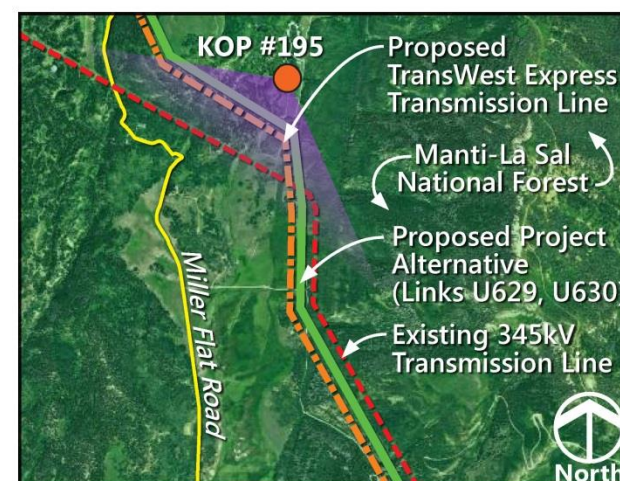 KOP #195
Proposed
TransWest Express
Transmission Line
Manti-La Sal
National Forest
Proposed Project
Alternative
(Links U629, U630)
Existing 345kV
Transmission Line
Miller Flat Road
North